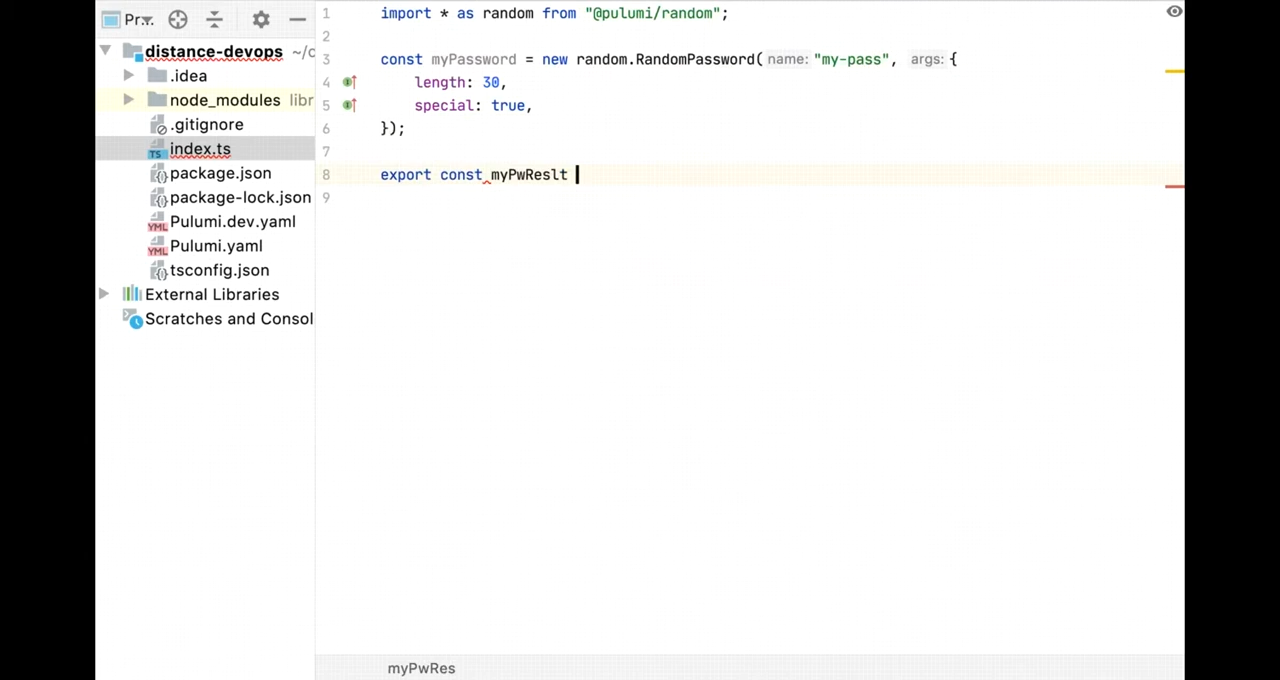 Pr..
distance-devops ~/c
.idea
node_modules libr
.gitignore
index.ts
package.json
package-lock.json
Pulumi.dev.yaml
Pulumi.yaml
tsconfig.json
External Libraries
Scratches and Consol
1 import * as random from "@pulumi/random";
2
3 const myPassword = new random.RandomPassword( name: "my-pass", args: {
4 length: 30,
5 special: true,
6 });
7
8 export const myPwReslt
9
myPwRes